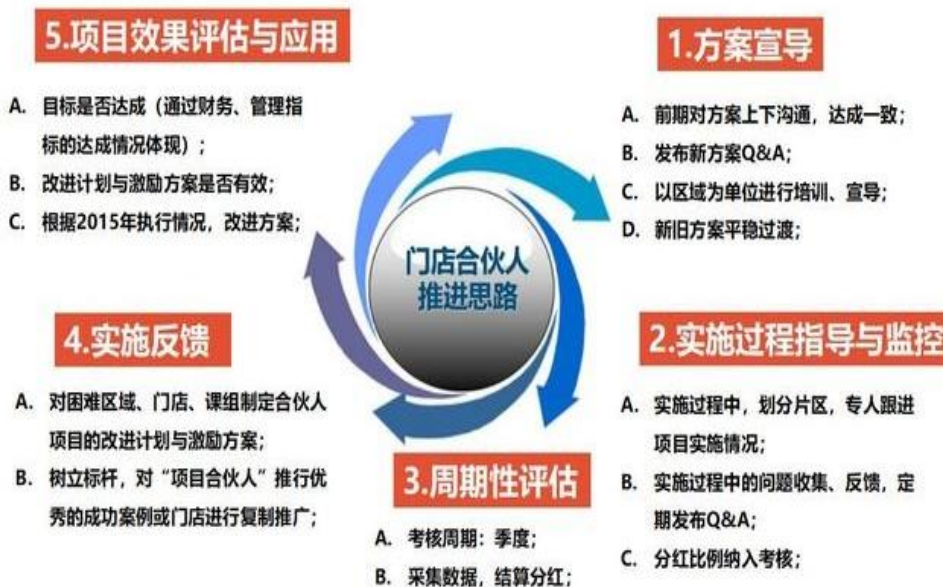 门店合伙人
推进思路
1.方案宣导
A. 前期对方案上下沟通，达成一致；
B. 发布新方案Q&A；
C. 以区域为单位进行培训、宣导；
D. 新旧方案平稳过渡；
2.实施过程指导与监控
A. 实施过程中，划分片区，专人跟进
项目实施情况；
B. 实施过程中的问题收集、反馈，定
期发布Q&A；
C. 分红比例纳入考核；
3.周期性评估
A. 考核周期：季度；
B. 采集数据，结算分红；
4.实施反馈
A. 对困难区域、门店、课组制定合伙人
项目的改进计划与激励方案；
B. 树立标杆，对“项目合伙人”推行优
秀的成功案例或门店进行复制推广；
5.项目效果评估与应用
A. 目标是否达成（通过财务、管理指
标的达成情况体现）；
B. 改进计划与激励方案是否有效；
C. 根据2015年执行情况，改进方案；